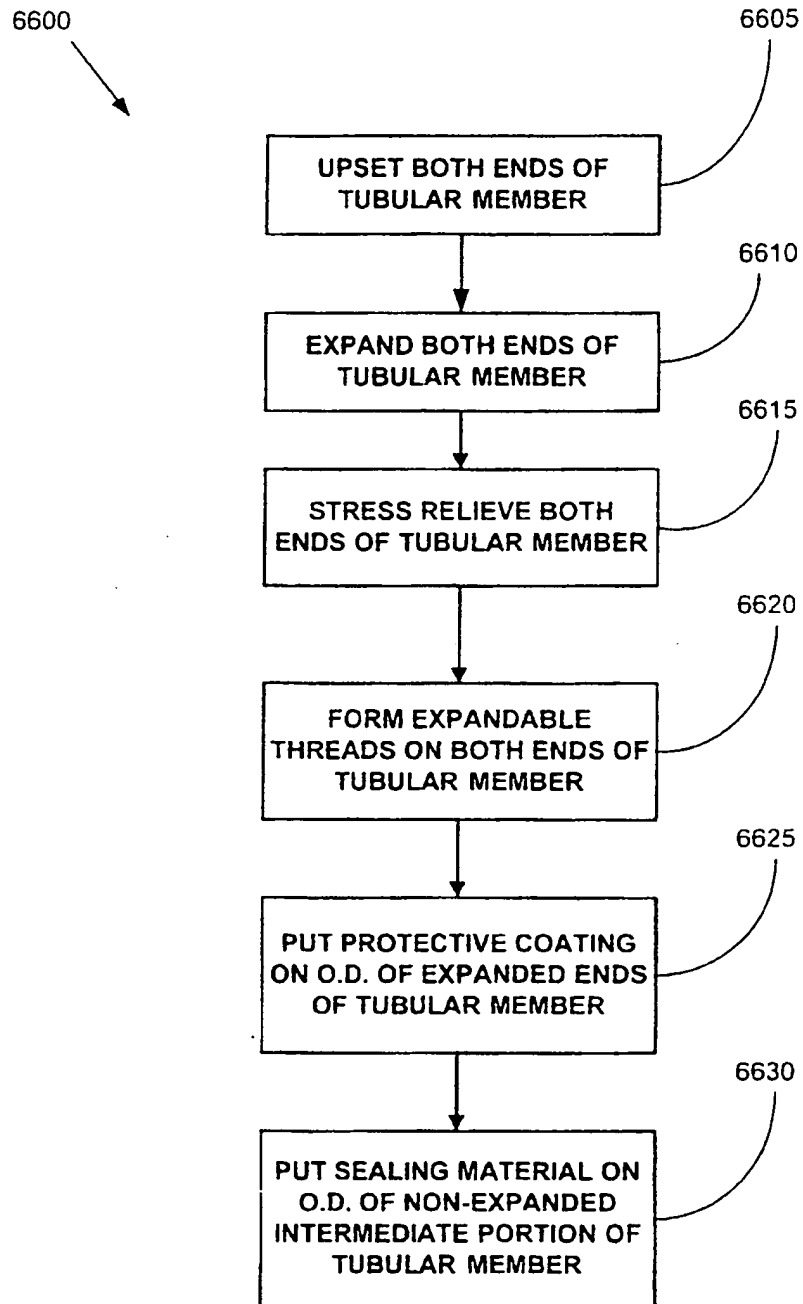 6600
6605
UPSET BOTH ENDS OF
TUBULAR MEMBER
6610
EXPAND BOTH ENDS OF
TUBULAR MEMBER
6615
STRESS RELIEVE BOTH
ENDS OF TUBULAR MEMBER
6620
FORM EXPANDABLE
THREADS ON BOTH ENDS OF
TUBULAR MEMBER
6625
PUT PROTECTIVE COATING
ON O.D. OF EXPANDED ENDS
OF TUBULAR MEMBER
6630
PUT SEALING MATERIAL ON
O.D. OF NON-EXPANDED
INTERMEDIATE PORTION OF
TUBULAR MEMBER